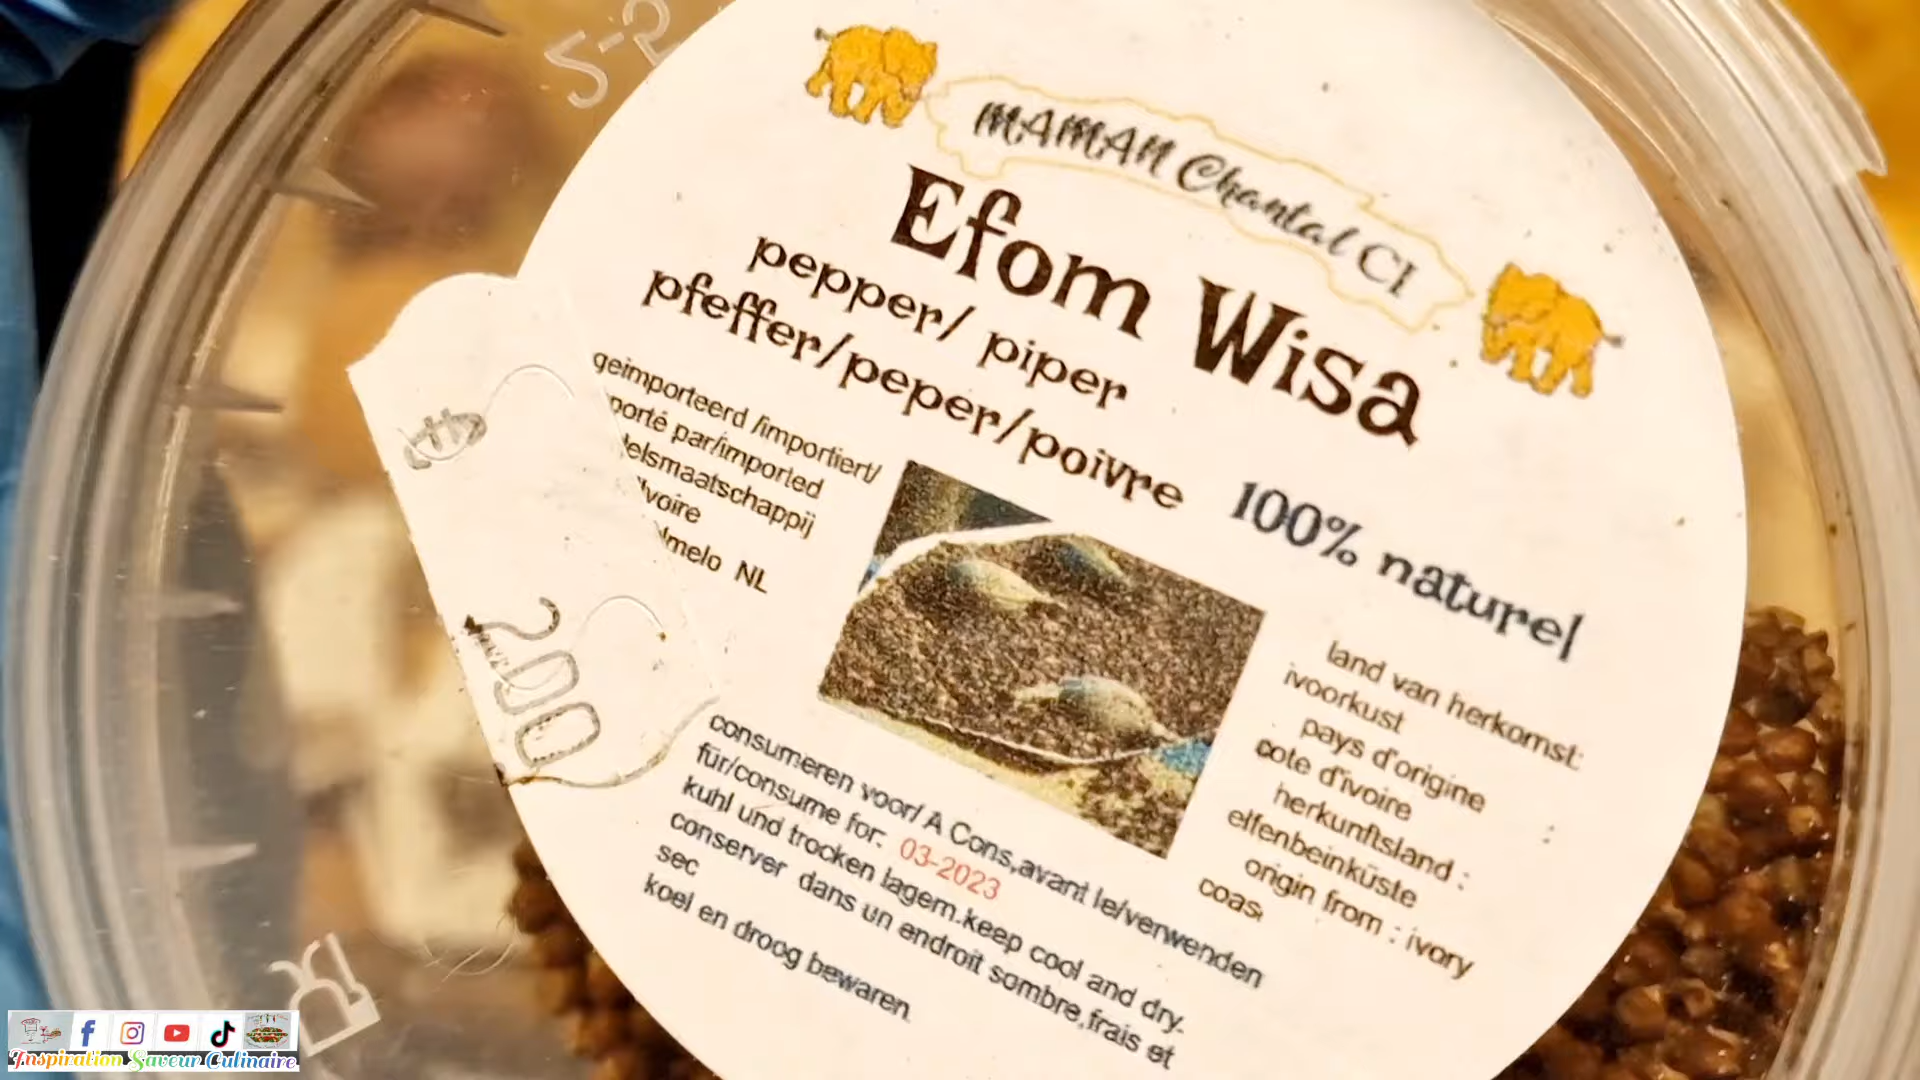 MAMAN Chantal CI
Efom Wisa
pepper/ piper
pfeffer/peper/poivre
100% naturel
geimporteerd /importiert/
porté par/imported
elsmaatschappij
Ivoire
lmelo NL
200
land van herkomst:
ivoorkust
pays d'origine :
cote d'ivoire
herkunftsland :
elfenbeinküste
origin from : ivory
coast
consumeren voor/ A Cons,avant le/verwenden
für/consume for: 03-2023
kuhl und trocken lagern.keep cool and dry.
conserver dans un endroit sombre,frais et
sec
koel en droog bewaren.
Inspiration Saveur Culinaire